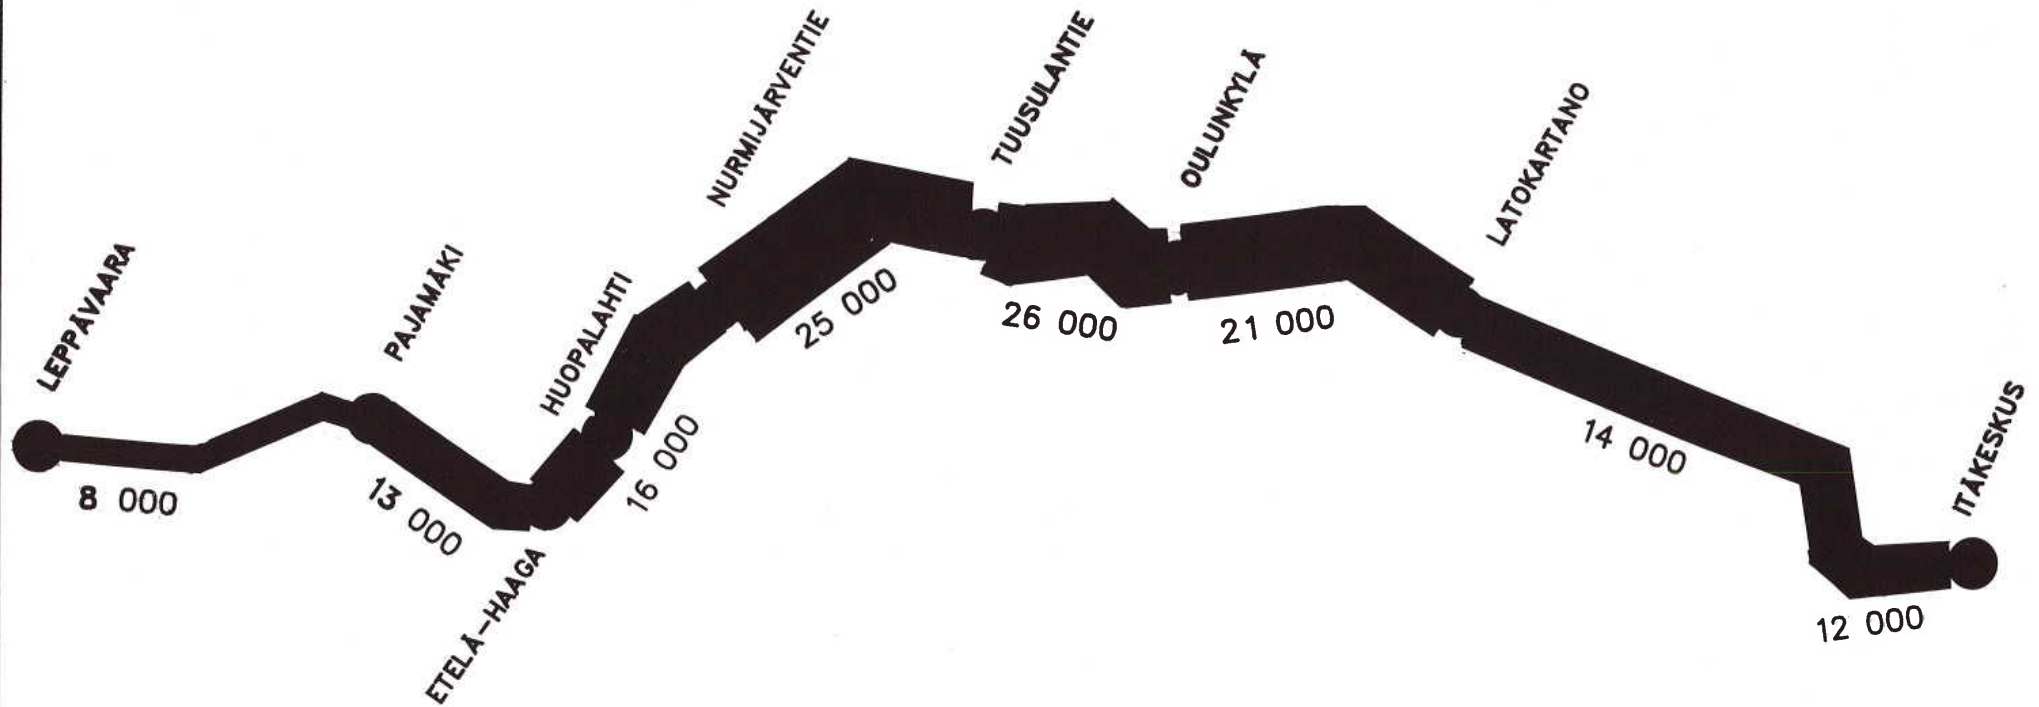 LEPPÄVAARA
PAJAMÄKI
HUOPALAHTI
NURMIJÄRVENTIE
TUUSULANTIE
OULUNKYLÄ
LATOKARTANO
ITÄKESKUS
ETELÄ-HAAGA
8 000
13 000
16 000
25 000
26 000
21 000
14 000
12 000